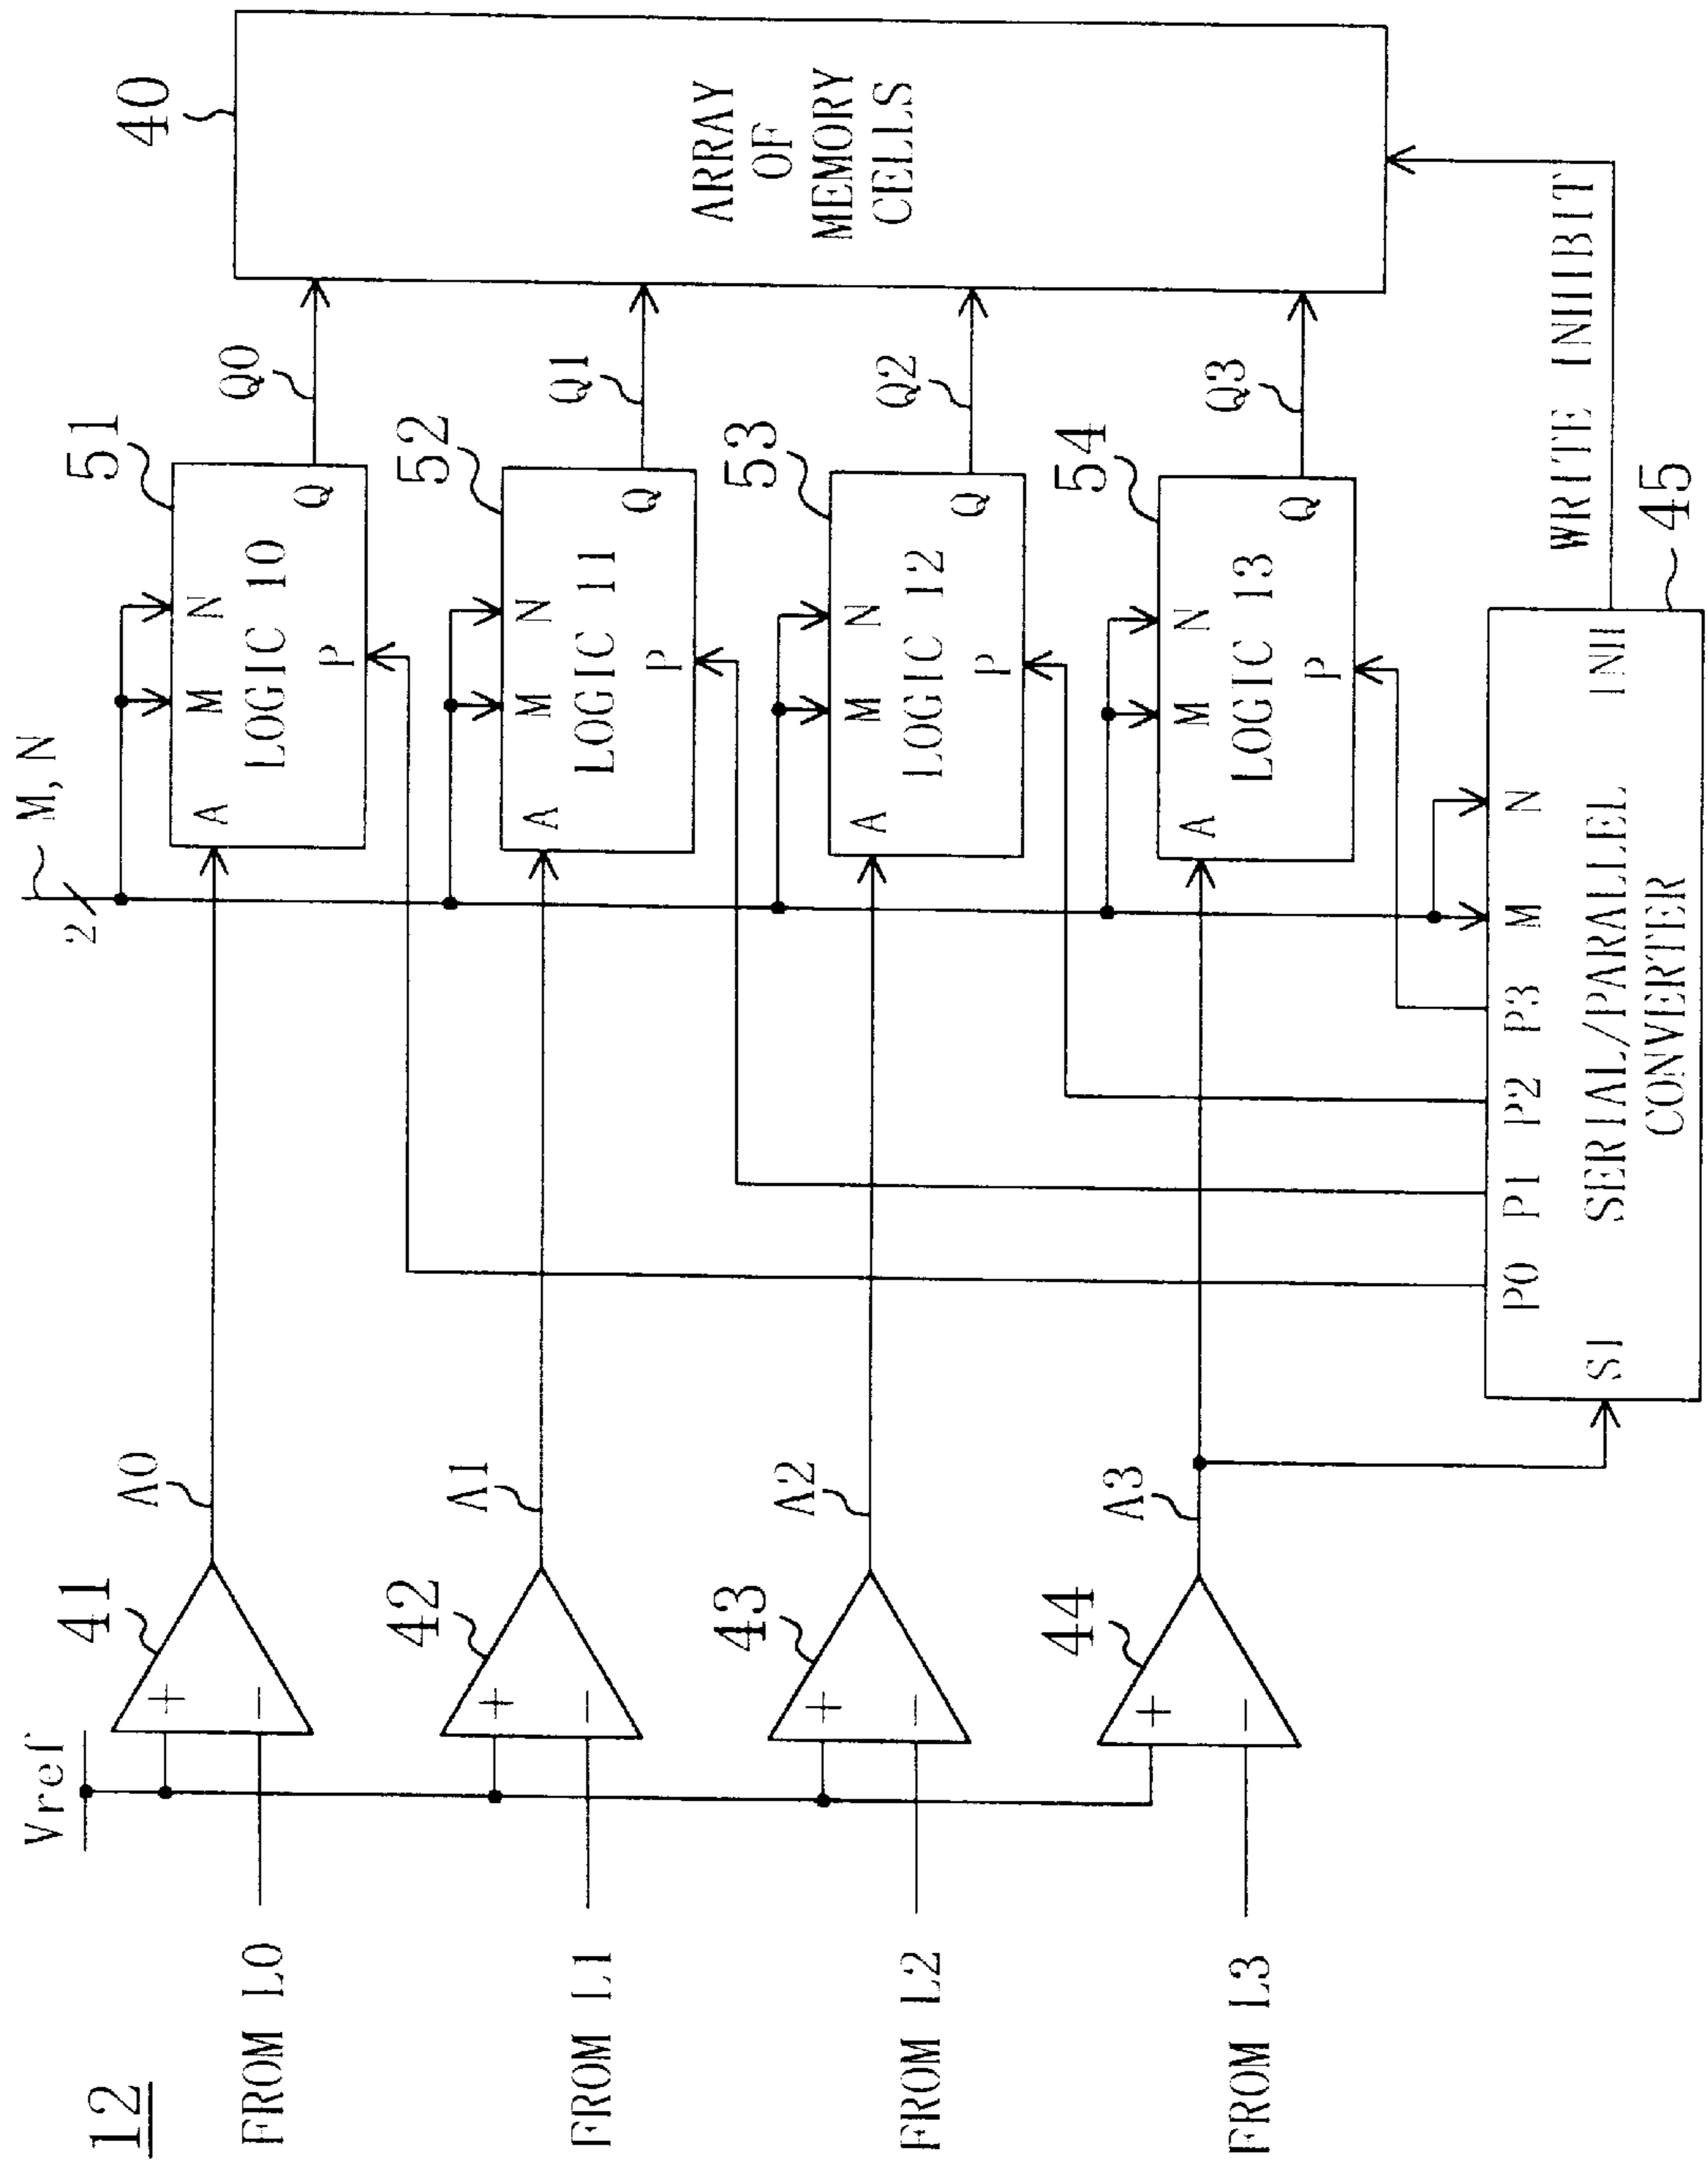 12
Vref
M, N
2
41
A0
A
M
N
LOGIC 10
P
Q
51
Q0
40
FROM L0
42
A1
A
M
N
LOGIC 11
P
Q
52
Q1
FROM L1
43
A2
A
M
N
LOGIC 12
P
Q
53
Q2
FROM L2
44
A3
A
M
N
LOGIC 13
P
Q
54
Q3
FROM L3
ARRAY
OF
MEMORY
CELLS
WRITE INHIBIT
45
P0 P1 P2 P3 M N
SI
SERIAL/PARALLEL
CONVERTER
INH
+
−
+
−
+
−
+
−